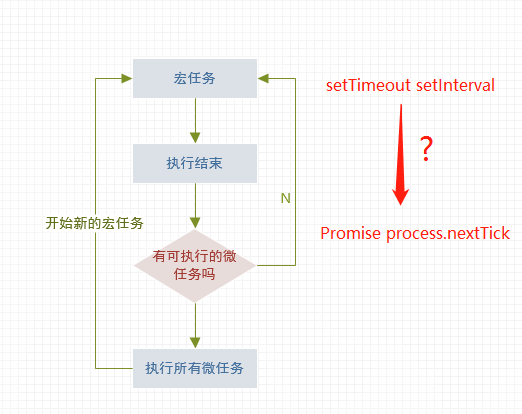 宏任务
setTimeout setInterval
?
执行结束
N
开始新的宏任务
Promise process.nextTick
有可执行的微
任务吗
执行所有微任务